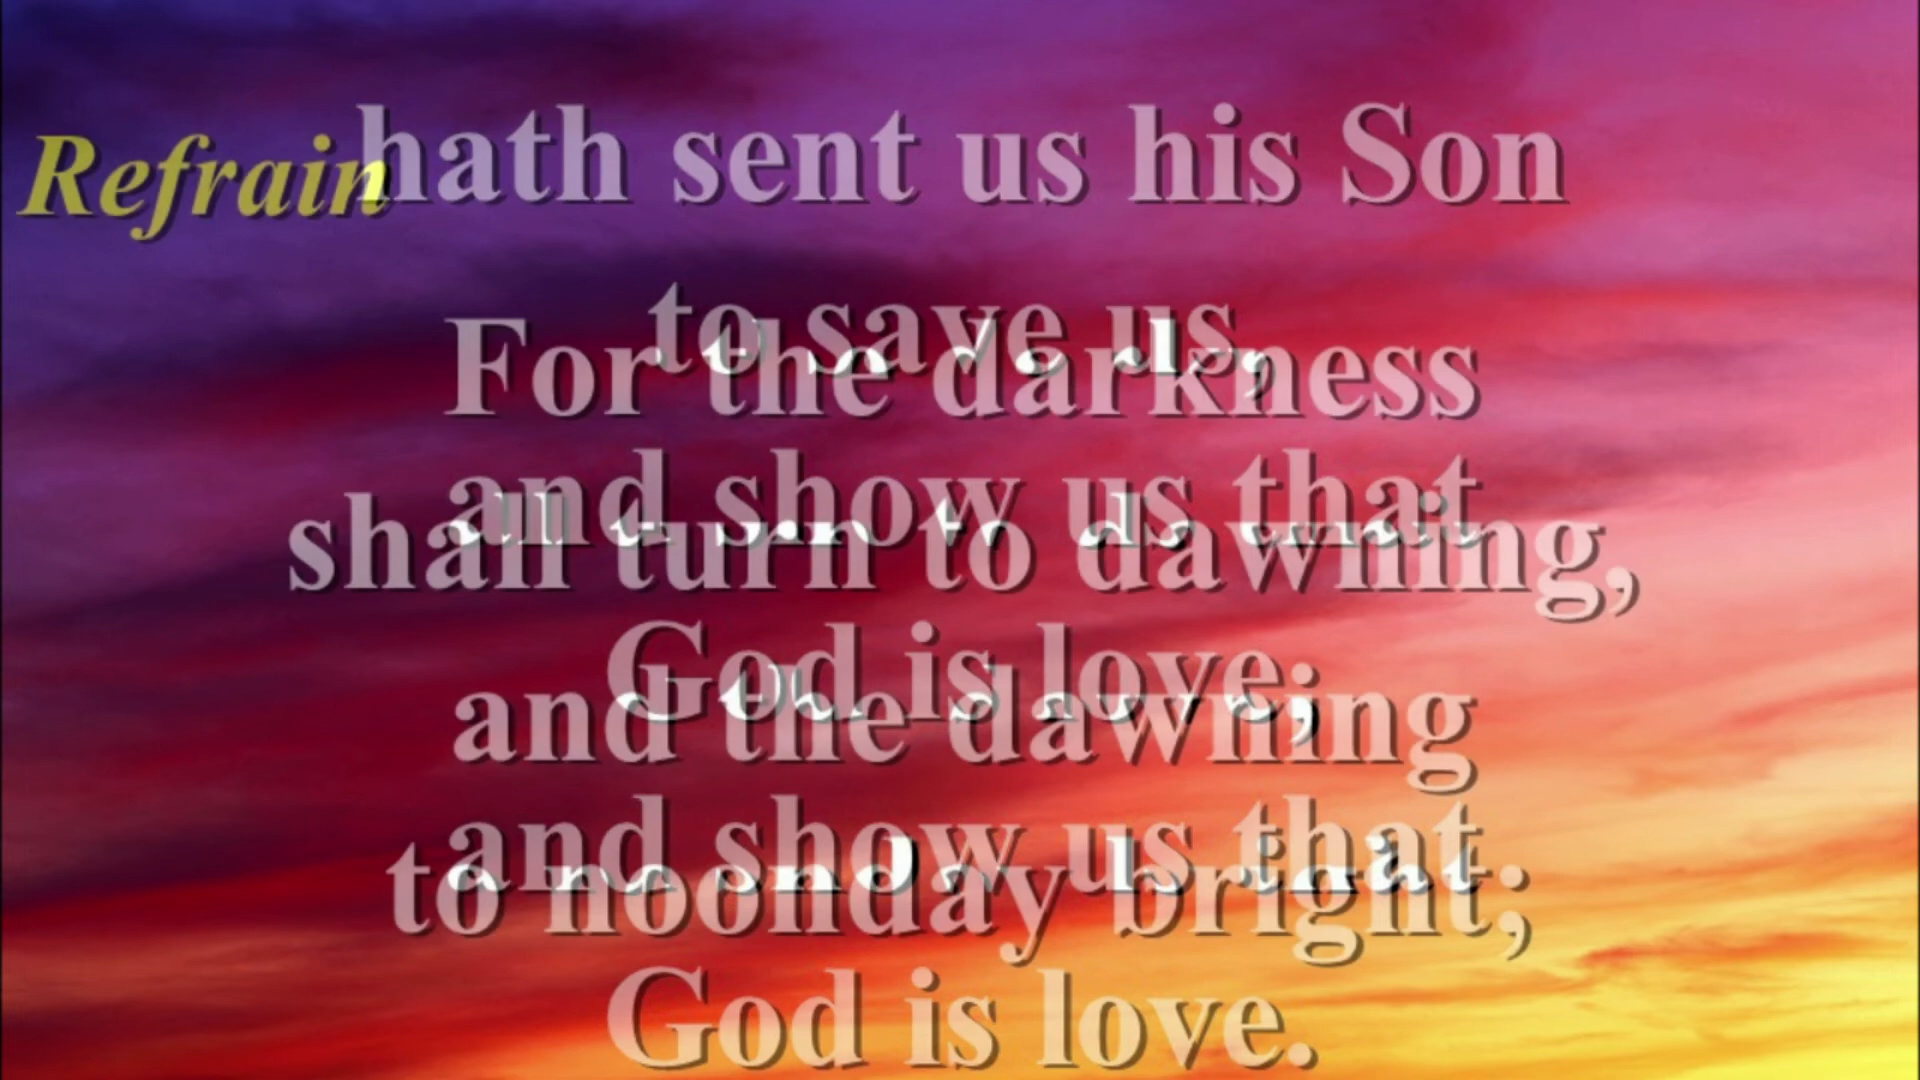 hath sent us his Son
Refrain
to save us,
For the darkness
and show us that
shall turn to dawning,
God is love;
and the dawning
and show us that
to noonday bright;
God is love.